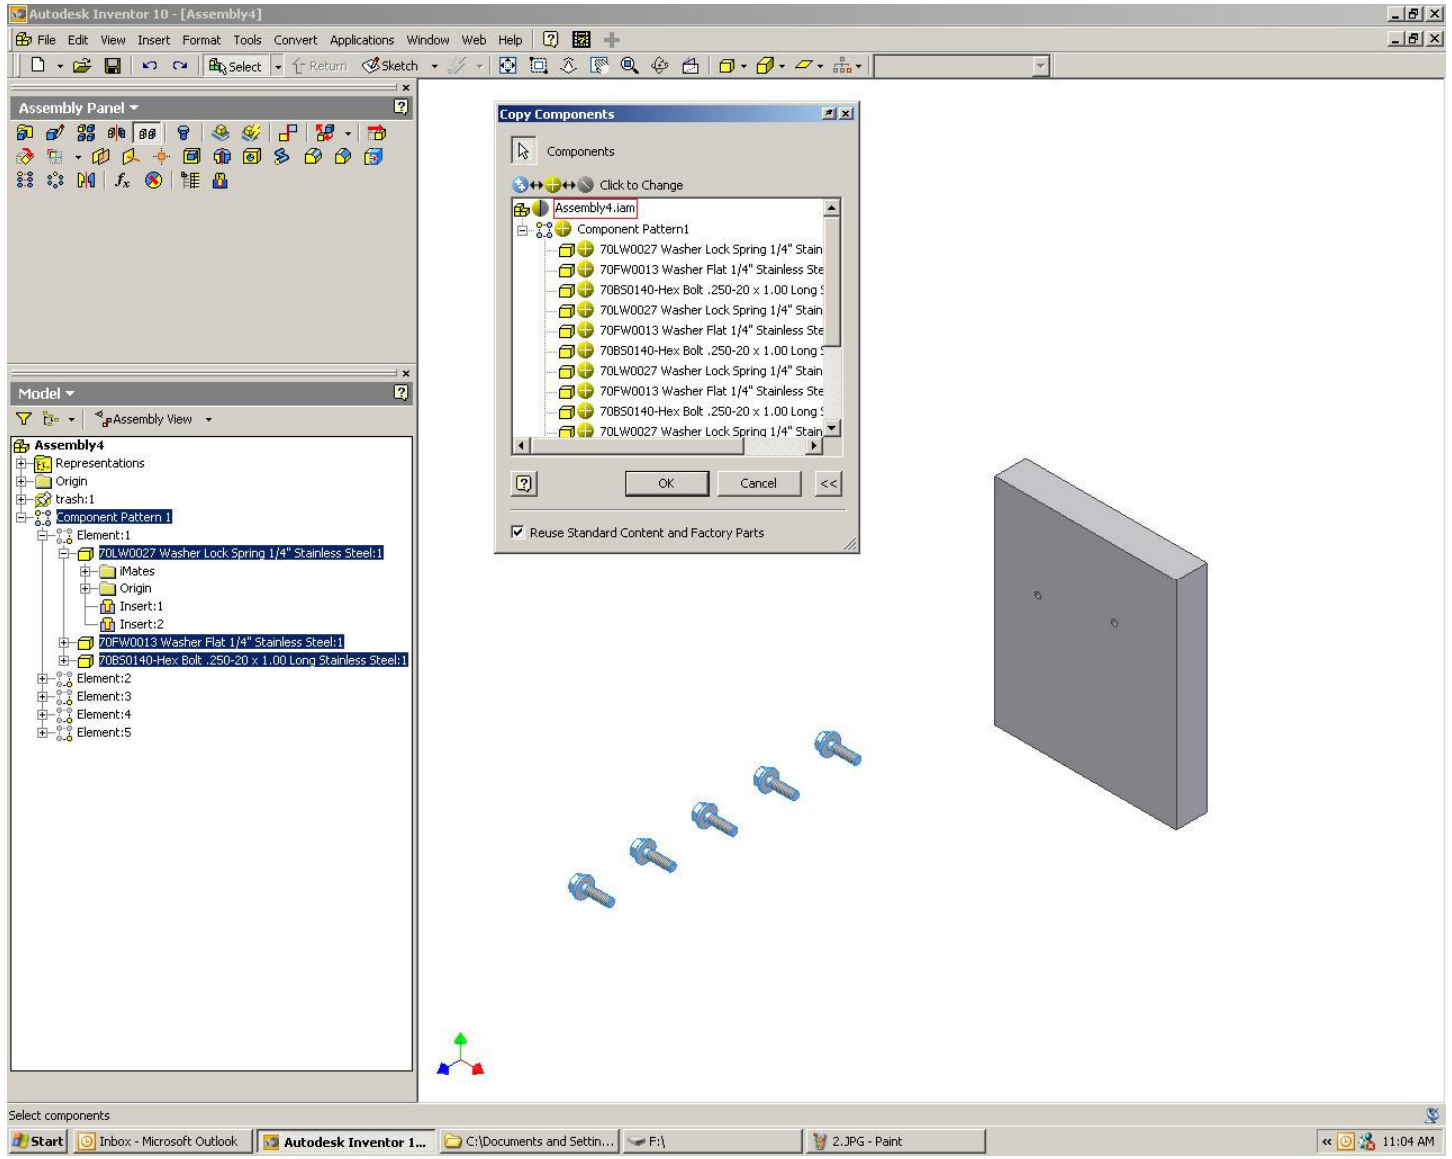 Autodesk Inventor 10 - [Assembly4]
File Edit View Insert Format Tools Convert Applications Window Web Help
Select Return Sketch
Assembly Panel
Copy Components
Components
Click to Change
Assembly4.iam
Component Pattern1
70LW0027 Washer Lock Spring 1/4" Stain
70FW0013 Washer Flat 1/4" Stainless Ste
70BS0140-Hex Bolt .250-20 x 1.00 Long S
70LW0027 Washer Lock Spring 1/4" Stain
70FW0013 Washer Flat 1/4" Stainless Ste
70BS0140-Hex Bolt .250-20 x 1.00 Long S
70LW0027 Washer Lock Spring 1/4" Stain
70FW0013 Washer Flat 1/4" Stainless Ste
70BS0140-Hex Bolt .250-20 x 1.00 Long S
70LW0027 Washer Lock Spring 1/4" Stain
OK Cancel <<
Reuse Standard Content and Factory Parts
Model
Assembly View
Assembly4
Representations
Origin
trash:1
Component Pattern 1
Element:1
70LW0027 Washer Lock Spring 1/4" Stainless Steel:1
iMates
Origin
Insert:1
Insert:2
70FW0013 Washer Flat 1/4" Stainless Steel:1
70BS0140-Hex Bolt .250-20 x 1.00 Long Stainless Steel:1
Element:2
Element:3
Element:4
Element:5
Select components
Start Inbox - Microsoft Outlook Autodesk Inventor 1... C:\Documents and Settin... F:\ 2.JPG - Paint « 11:04 AM